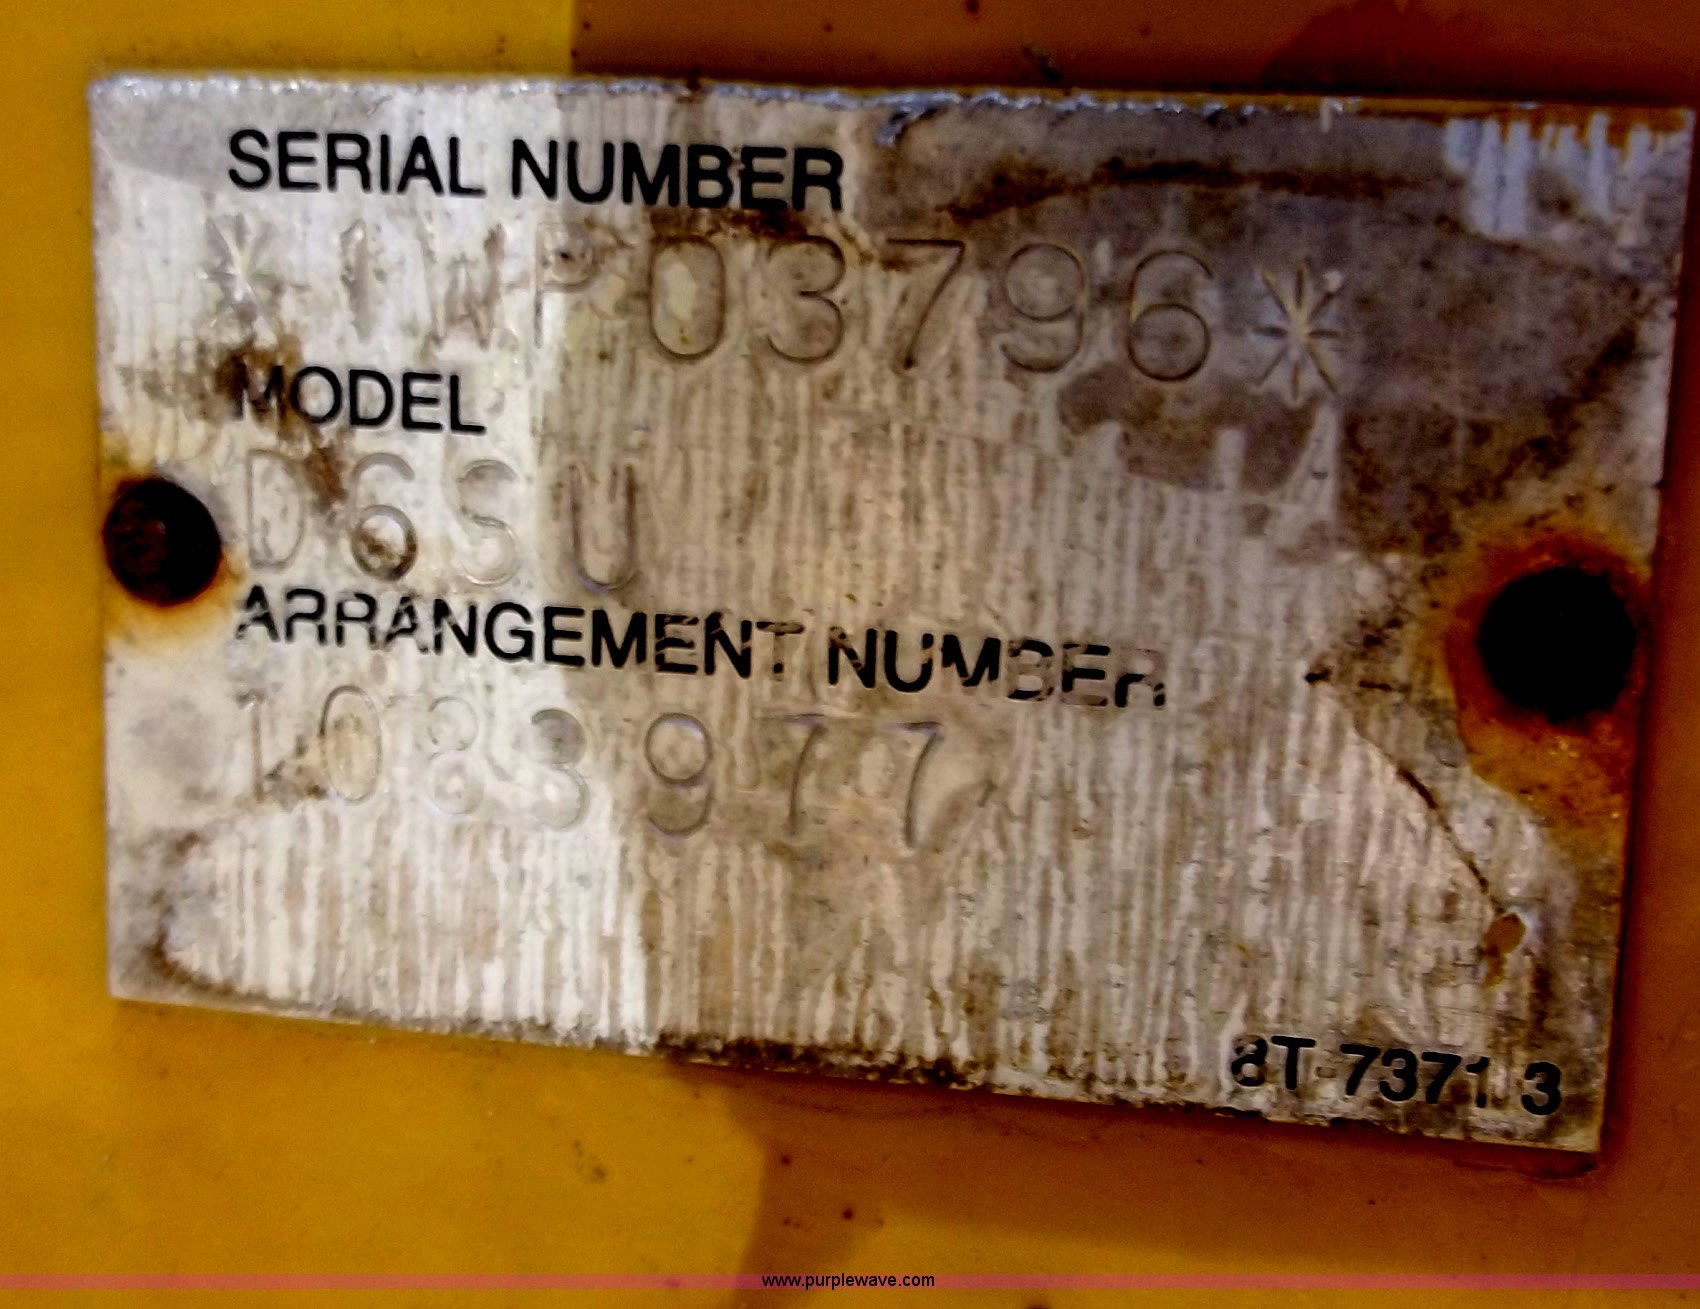 SERIAL NUMBER
*1WP03796*
MODEL
D6SU
ARRANGEMENT NUMBER
1083977
8T-7371 3
www.purplewave.com